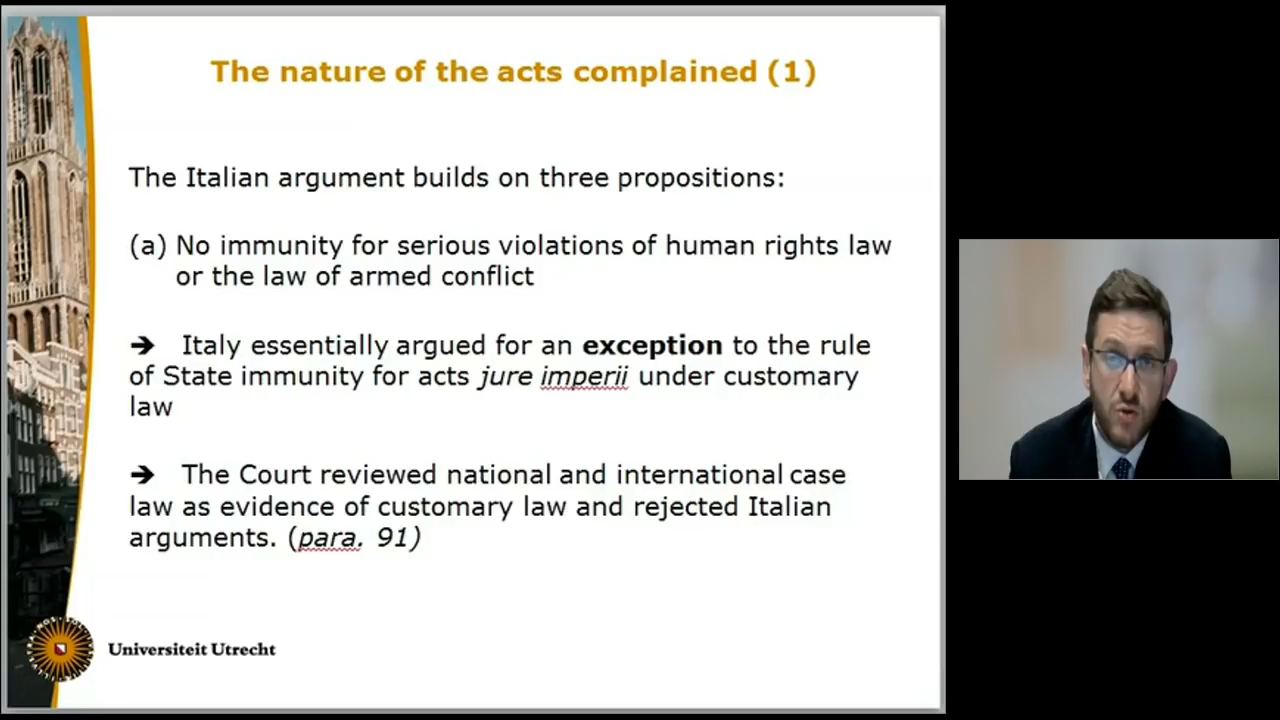 The nature of the acts complained (1)
The Italian argument builds on three propositions:
(a) No immunity for serious violations of human rights law
or the law of armed conflict
➔ Italy essentially argued for an exception to the rule
of State immunity for acts jure imperii under customary
law
➔ The Court reviewed national and international case
law as evidence of customary law and rejected Italian
arguments. (para. 91)
Universiteit Utrecht